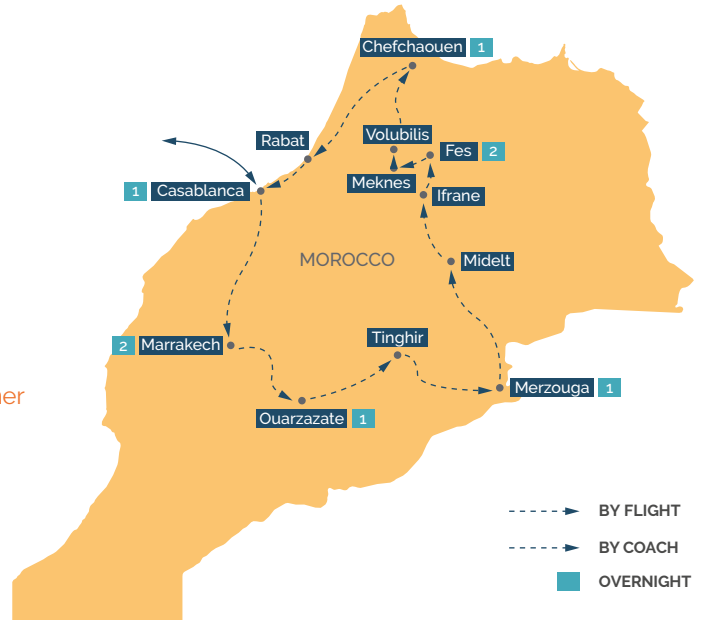 Chefchaouen 1
Rabat
Volubilis
Fes 2
Meknes
1 Casablanca
Ifrane
MOROCCO
Midelt
Tinghir
2 Marrakech
Merzouga 1
ner
Ouarzazate 1
BY FLIGHT
BY COACH
OVERNIGHT